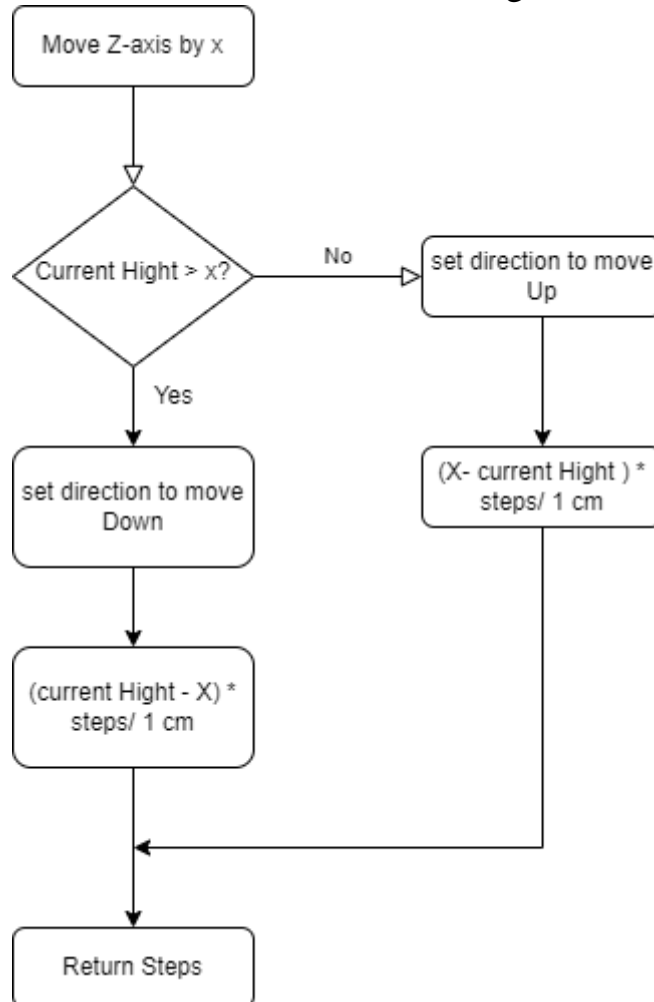 Move Z-axis by x
Current Hight > x?
No
set direction to move
Up
Yes
(X- current Hight ) *
steps/ 1 cm
set direction to move
Down
(current Hight - X) *
steps/ 1 cm
Return Steps